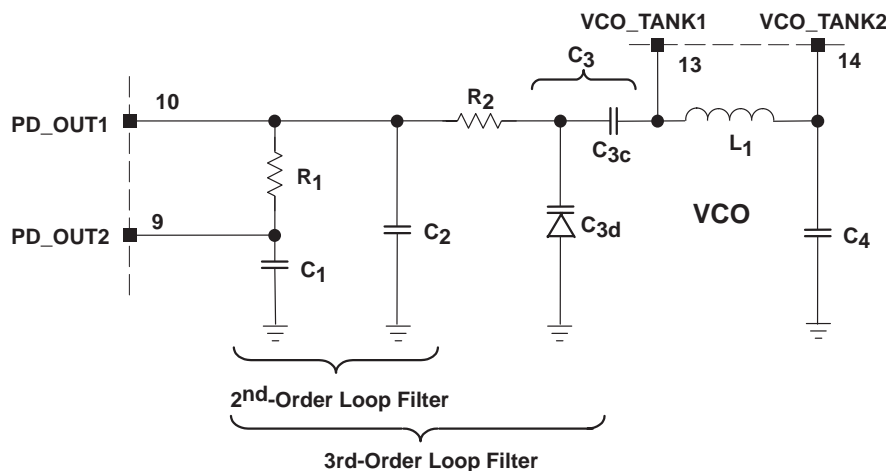 VCO_TANK1 VCO_TANK2
C3
13 14
10
PD_OUT1
R2
C3c
L1
R1
9
PD_OUT2
VCO
C2
C3d
C4
C1
2nd-Order Loop Filter
3rd-Order Loop Filter